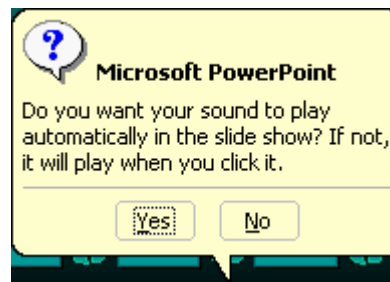 ?
Microsoft PowerPoint
Do you want your sound to play
automatically in the slide show? If not,
it will play when you click it.
Yes
No